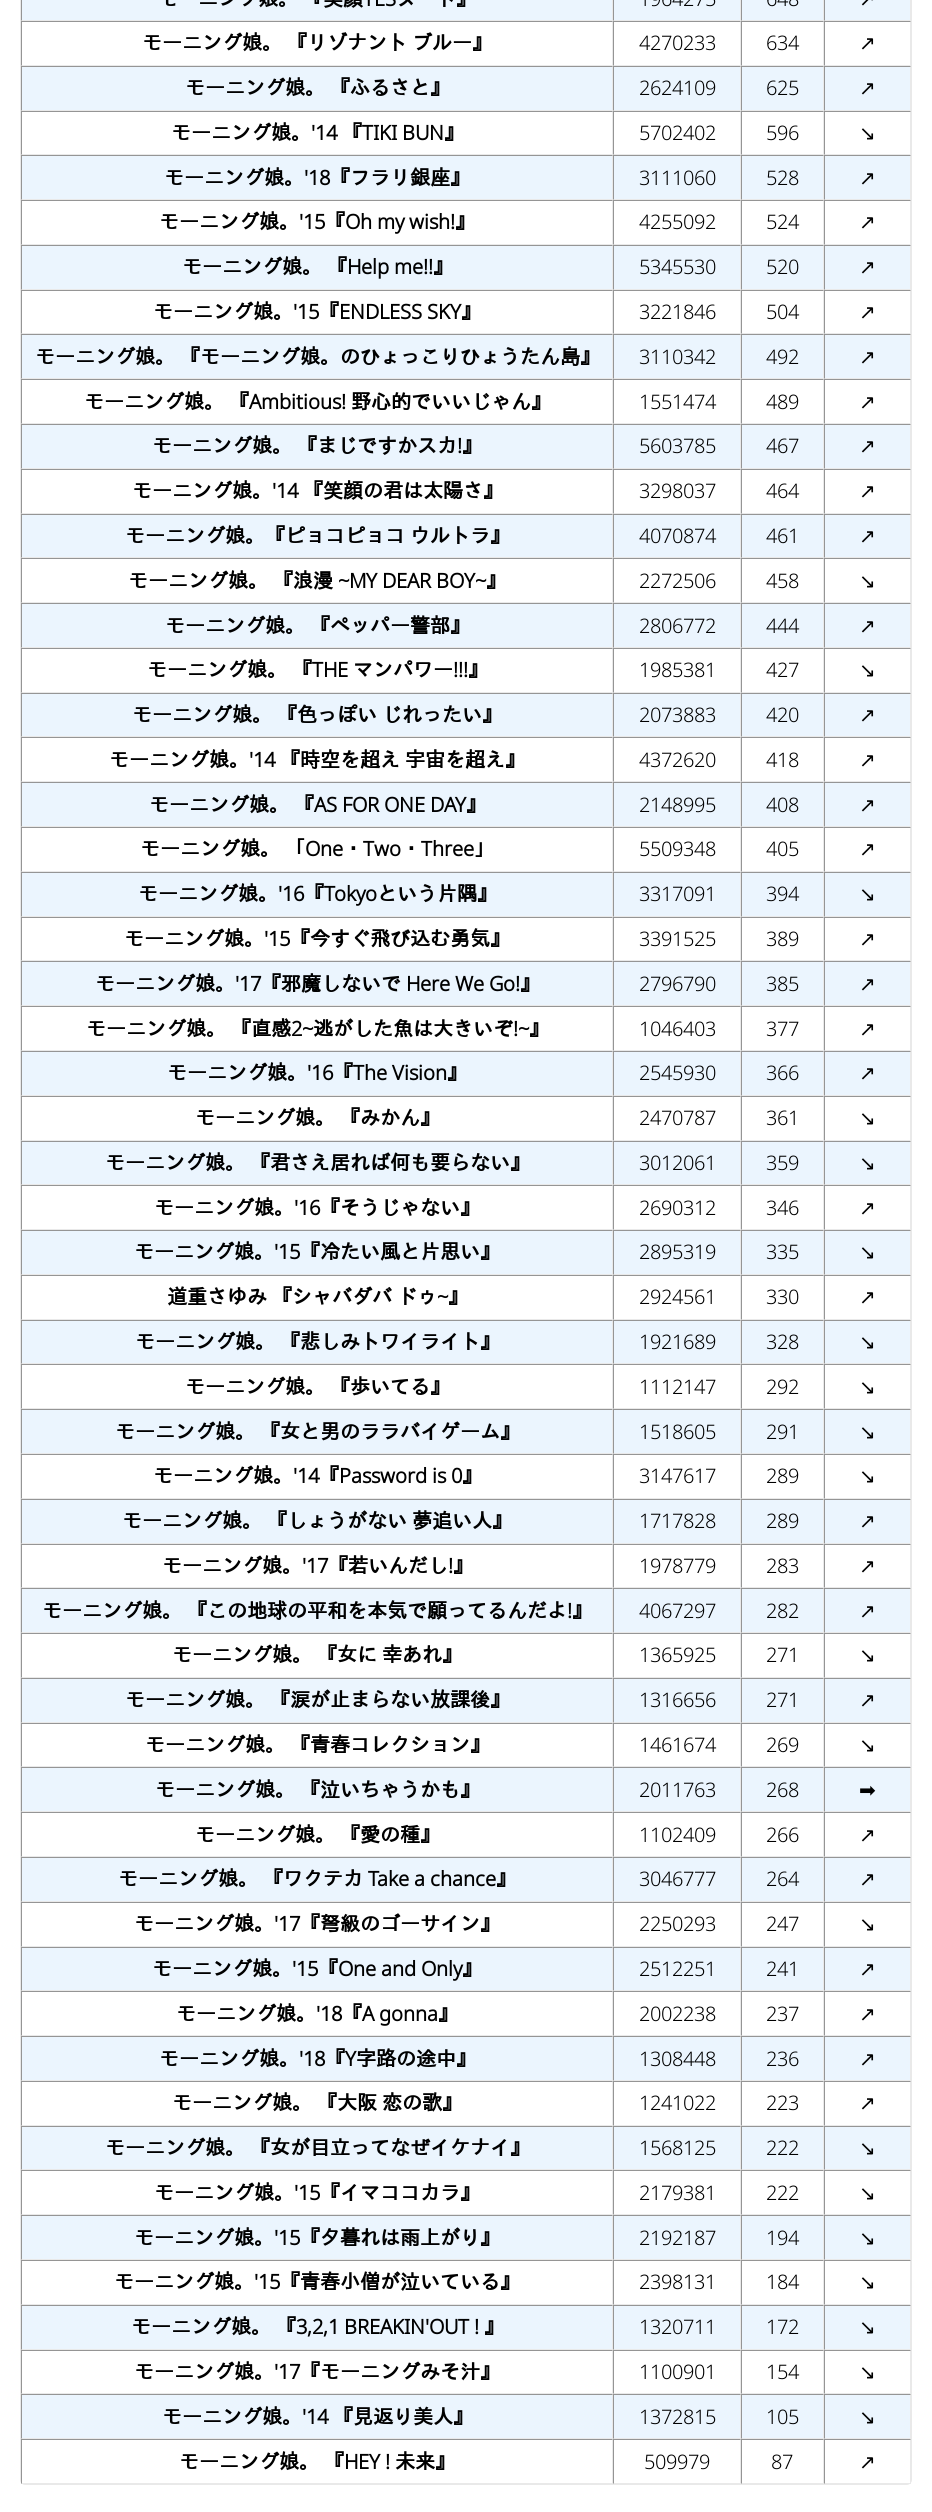 モーニング娘。 『リゾナント ブルー』 4270233 634 ↗
モーニング娘。 『ふるさと』 2624109 625 ↗
モーニング娘。'14 『TIKI BUN』 5702402 596 ↘
モーニング娘。'18『フラリ銀座』 3111060 528 ↗
モーニング娘。'15『Oh my wish!』 4255092 524 ↗
モーニング娘。 『Help me!!』 5345530 520 ↗
モーニング娘。'15『ENDLESS SKY』 3221846 504 ↗
モーニング娘。 『モーニング娘。のひょっこりひょうたん島』 3110342 492 ↗
モーニング娘。 『Ambitious! 野心的でいいじゃん』 1551474 489 ↗
モーニング娘。 『まじですかスカ!』 5603785 467 ↗
モーニング娘。'14 『笑顔の君は太陽さ』 3298037 464 ↗
モーニング娘。『ピョコピョコ ウルトラ』 4070874 461 ↗
モーニング娘。 『浪漫 ~MY DEAR BOY~』 2272506 458 ↘
モーニング娘。 『ペッパー警部』 2806772 444 ↗
モーニング娘。 『THE マンパワー!!!』 1985381 427 ↘
モーニング娘。 『色っぽい じれったい』 2073883 420 ↗
モーニング娘。'14 『時空を超え 宇宙を超え』 4372620 418 ↗
モーニング娘。 『AS FOR ONE DAY』 2148995 408 ↗
モーニング娘。 「One・Two・Three」 5509348 405 ↗
モーニング娘。'16『Tokyoという片隅』 3317091 394 ↘
モーニング娘。'15『今すぐ飛び込む勇気』 3391525 389 ↗
モーニング娘。'17『邪魔しないで Here We Go!』 2796790 385 ↗
モーニング娘。 『直感2~逃がした魚は大きいぞ!~』 1046403 377 ↗
モーニング娘。'16『The Vision』 2545930 366 ↗
モーニング娘。 『みかん』 2470787 361 ↘
モーニング娘。 『君さえ居れば何も要らない』 3012061 359 ↘
モーニング娘。'16『そうじゃない』 2690312 346 ↗
モーニング娘。'15『冷たい風と片思い』 2895319 335 ↘
道重さゆみ 『シャバダバ ドゥ~』 2924561 330 ↗
モーニング娘。 『悲しみトワイライト』 1921689 328 ↘
モーニング娘。 『歩いてる』 1112147 292 ↘
モーニング娘。 『女と男のララバイゲーム』 1518605 291 ↘
モーニング娘。'14『Password is 0』 3147617 289 ↘
モーニング娘。 『しょうがない 夢追い人』 1717828 289 ↗
モーニング娘。'17『若いんだし!』 1978779 283 ↗
モーニング娘。 『この地球の平和を本気で願ってるんだよ!』 4067297 282 ↗
モーニング娘。 『女に 幸あれ』 1365925 271 ↘
モーニング娘。 『涙が止まらない放課後』 1316656 271 ↗
モーニング娘。 『青春コレクション』 1461674 269 ↘
モーニング娘。 『泣いちゃうかも』 2011763 268 ➡
モーニング娘。 『愛の種』 1102409 266 ↗
モーニング娘。 『ワクテカ Take a chance』 3046777 264 ↗
モーニング娘。'17『弩級のゴーサイン』 2250293 247 ↘
モーニング娘。'15『One and Only』 2512251 241 ↗
モーニング娘。'18『A gonna』 2002238 237 ↗
モーニング娘。'18『Y字路の途中』 1308448 236 ↗
モーニング娘。 『大阪 恋の歌』 1241022 223 ↗
モーニング娘。 『女が目立ってなぜイケナイ』 1568125 222 ↘
モーニング娘。'15『イマココカラ』 2179381 222 ↘
モーニング娘。'15『夕暮れは雨上がり』 2192187 194 ↘
モーニング娘。'15『青春小僧が泣いている』 2398131 184 ↘
モーニング娘。 『3,2,1 BREAKIN'OUT ! 』 1320711 172 ↘
モーニング娘。'17『モーニングみそ汁』 1100901 154 ↘
モーニング娘。'14 『見返り美人』 1372815 105 ↘
モーニング娘。 『HEY ! 未来』 509979 87 ↗